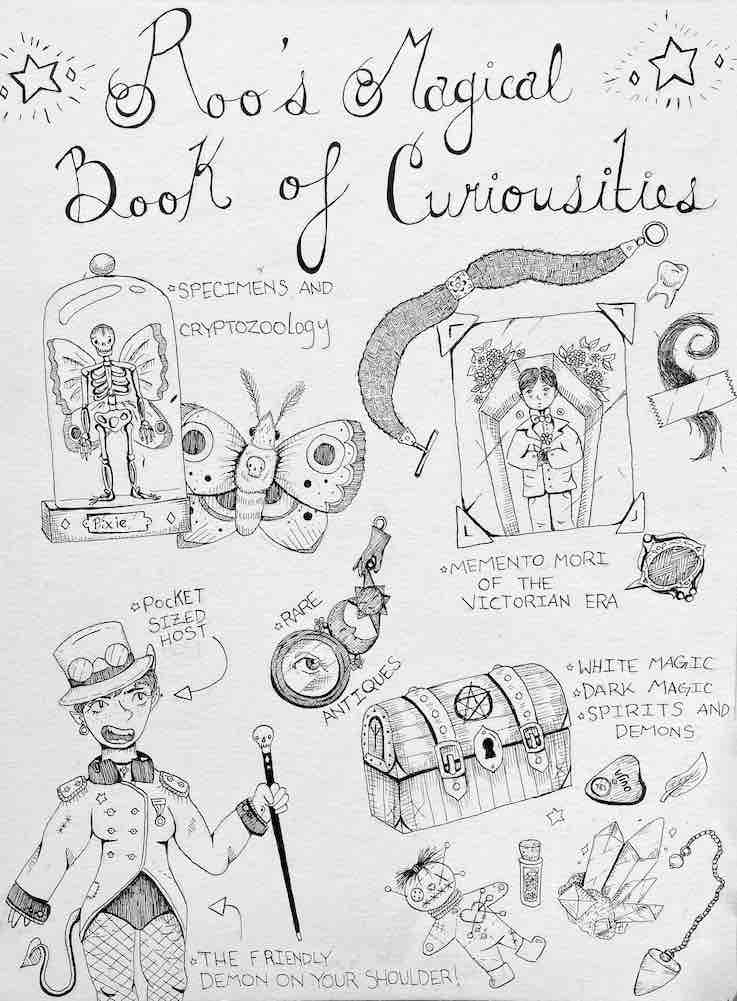 Roo's Magical
Book of Curiousities
☆SPECIMENS AND
CRYPTOZOOlOGY
Pixie
☆MEMENTO MORI
OF THE
VICTORIAN ERA
☆POCKET
SIZED
HOST
☆RARE
ANTIQUES
☆WHITE MAGIC
☆DARK MAGIC
☆SPIRITS AND
DEMONS
☆THE FRIENDLY
DEMON ON YOUR SHOULDER!